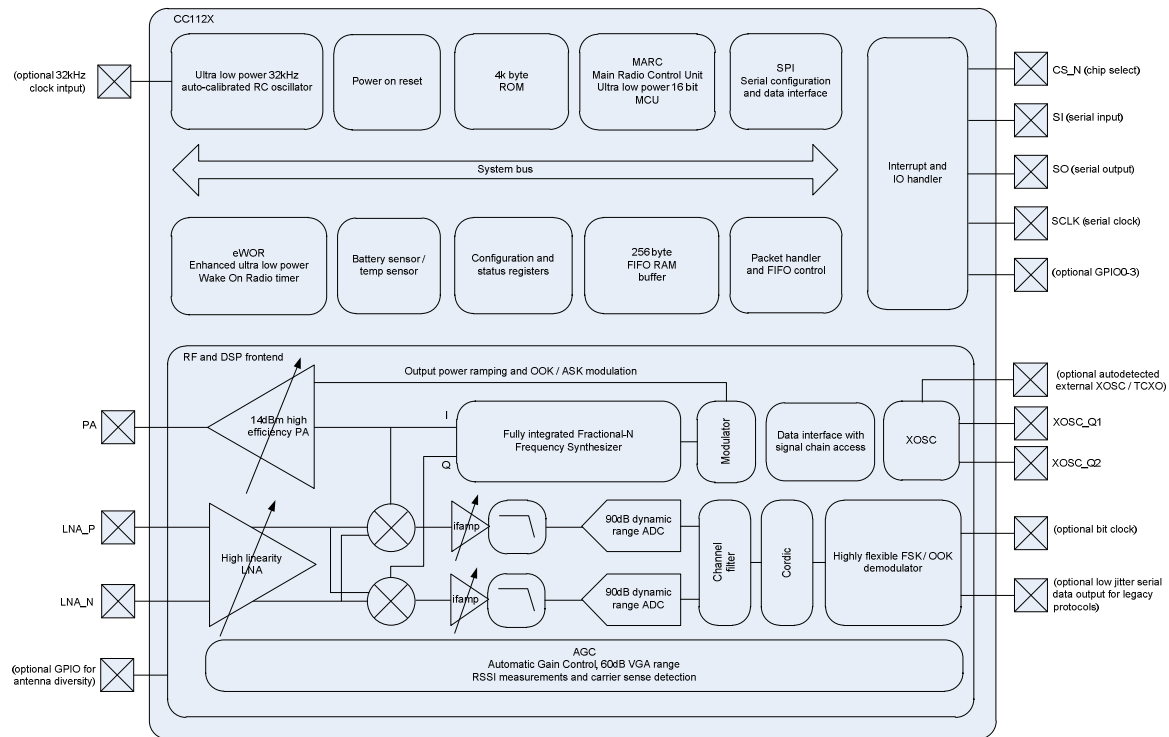 CC112X
(optional 32kHz
clock intput)
Ultra low power 32kHz
auto-calibrated RC oscillator
Power on reset
4k byte
ROM
MARC
Main Radio Control Unit
Ultra low power 16 bit
MCU
SPI
Serial configuration
and data interface
System bus
Interrupt and
IO handler
CS_N (chip select)
SI (serial input)
SO (serial output)
SCLK (serial clock)
(optional GPIO0-3)
eWOR
Enhanced ultra low power
Wake On Radio timer
Battery sensor /
temp sensor
Configuration and
status registers
256 byte
FIFO RAM
buffer
Packet handler
and FIFO control
RF and DSP frontend
Output power ramping and OOK / ASK modulation
PA
14dBm high
efficiency PA
I
Q
Fully integrated Fractional-N
Frequency Synthesizer
Modulator
Data interface with
signal chain access
XOSC
(optional autodetected
external XOSC / TCXO)
XOSC_Q1
XOSC_Q2
LNA_P
LNA_N
High linearity
LNA
ifamp
90dB dynamic
range ADC
ifamp
90dB dynamic
range ADC
Channel
filter
Cordic
Highly flexible FSK / OOK
demodulator
(optional bit clock)
(optional low jitter serial
data output for legacy
protocols)
(optional GPIO for
antenna diversity)
AGC
Automatic Gain Control, 60dB VGA range
RSSI measurements and carrier sense detection